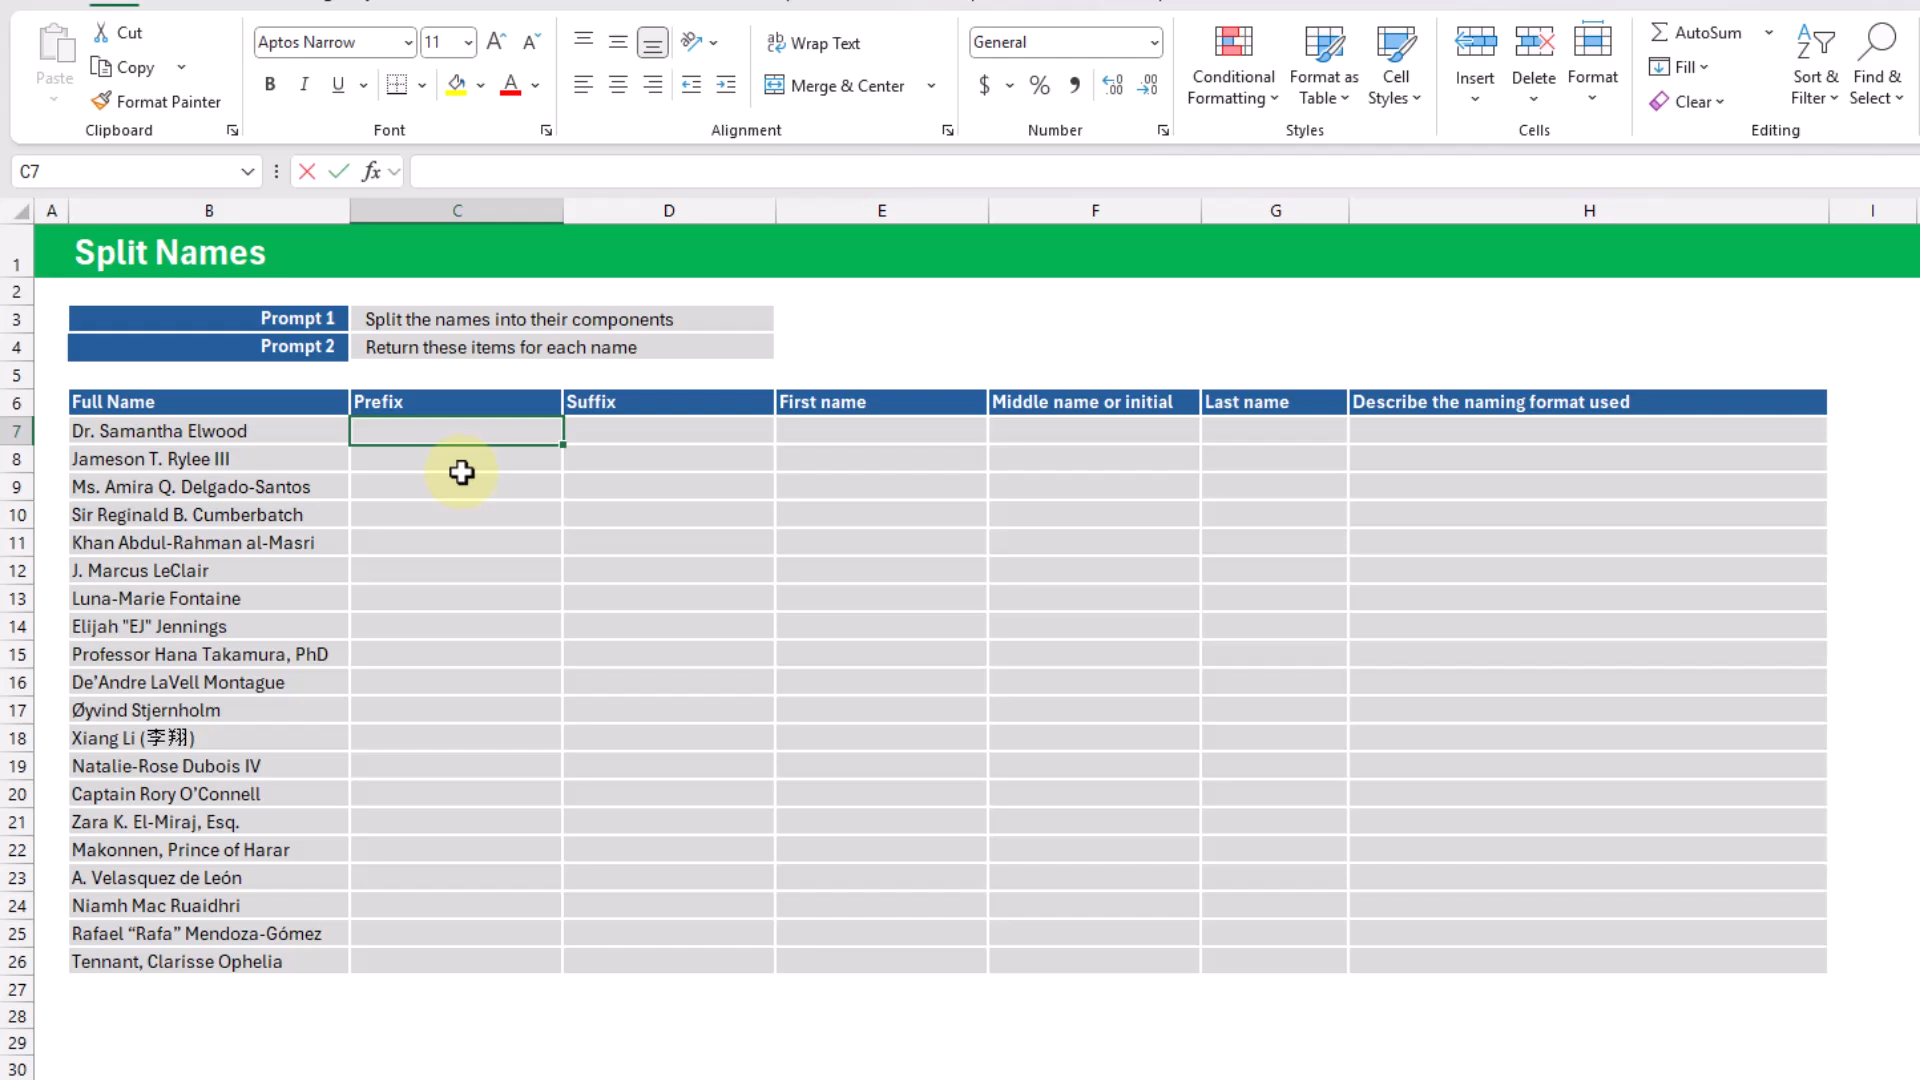 Cut
Paste
Copy
Format Painter
Clipboard
Aptos Narrow 11 A A
B I U A
Font
ab Wrap Text
Merge & Center
Alignment
General
$ % 9 .00
Number
Conditional Formatting
Format as Table
Cell Styles
Styles
Insert
Delete
Format
Cells
AutoSum
Fill
Clear
Sort & Filter
Find & Select
Editing
C7 fx
A B C D E F G H I
1 Split Names
2
3 Prompt 1 Split the names into their components
4 Prompt 2 Return these items for each name
5
6 Full Name Prefix Suffix First name Middle name or initial Last name Describe the naming format used
7 Dr. Samantha Elwood
8 Jameson T. Rylee III
9 Ms. Amira Q. Delgado-Santos
10 Sir Reginald B. Cumberbatch
11 Khan Abdul-Rahman al-Masri
12 J. Marcus LeClair
13 Luna-Marie Fontaine
14 Elijah "EJ" Jennings
15 Professor Hana Takamura, PhD
16 De’Andre LaVell Montague
17 Øyvind Stjernholm
18 Xiang Li (李翔)
19 Natalie-Rose Dubois IV
20 Captain Rory O’Connell
21 Zara K. El-Miraj, Esq.
22 Makonnen, Prince of Harar
23 A. Velasquez de León
24 Niamh Mac Ruaidhri
25 Rafael “Rafa” Mendoza-Gómez
26 Tennant, Clarisse Ophelia
27
28
29
30